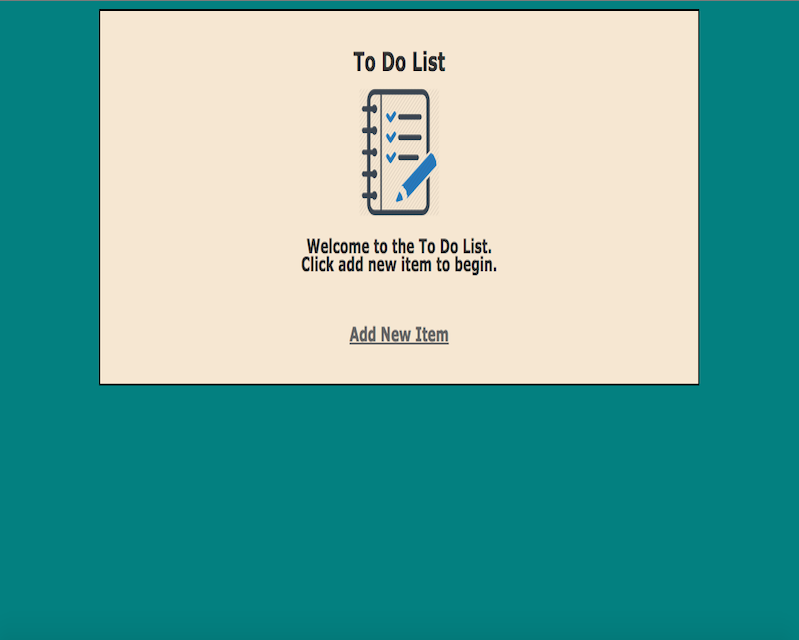 To Do List
Welcome to the To Do List.
Click add new item to begin.
Add New Item